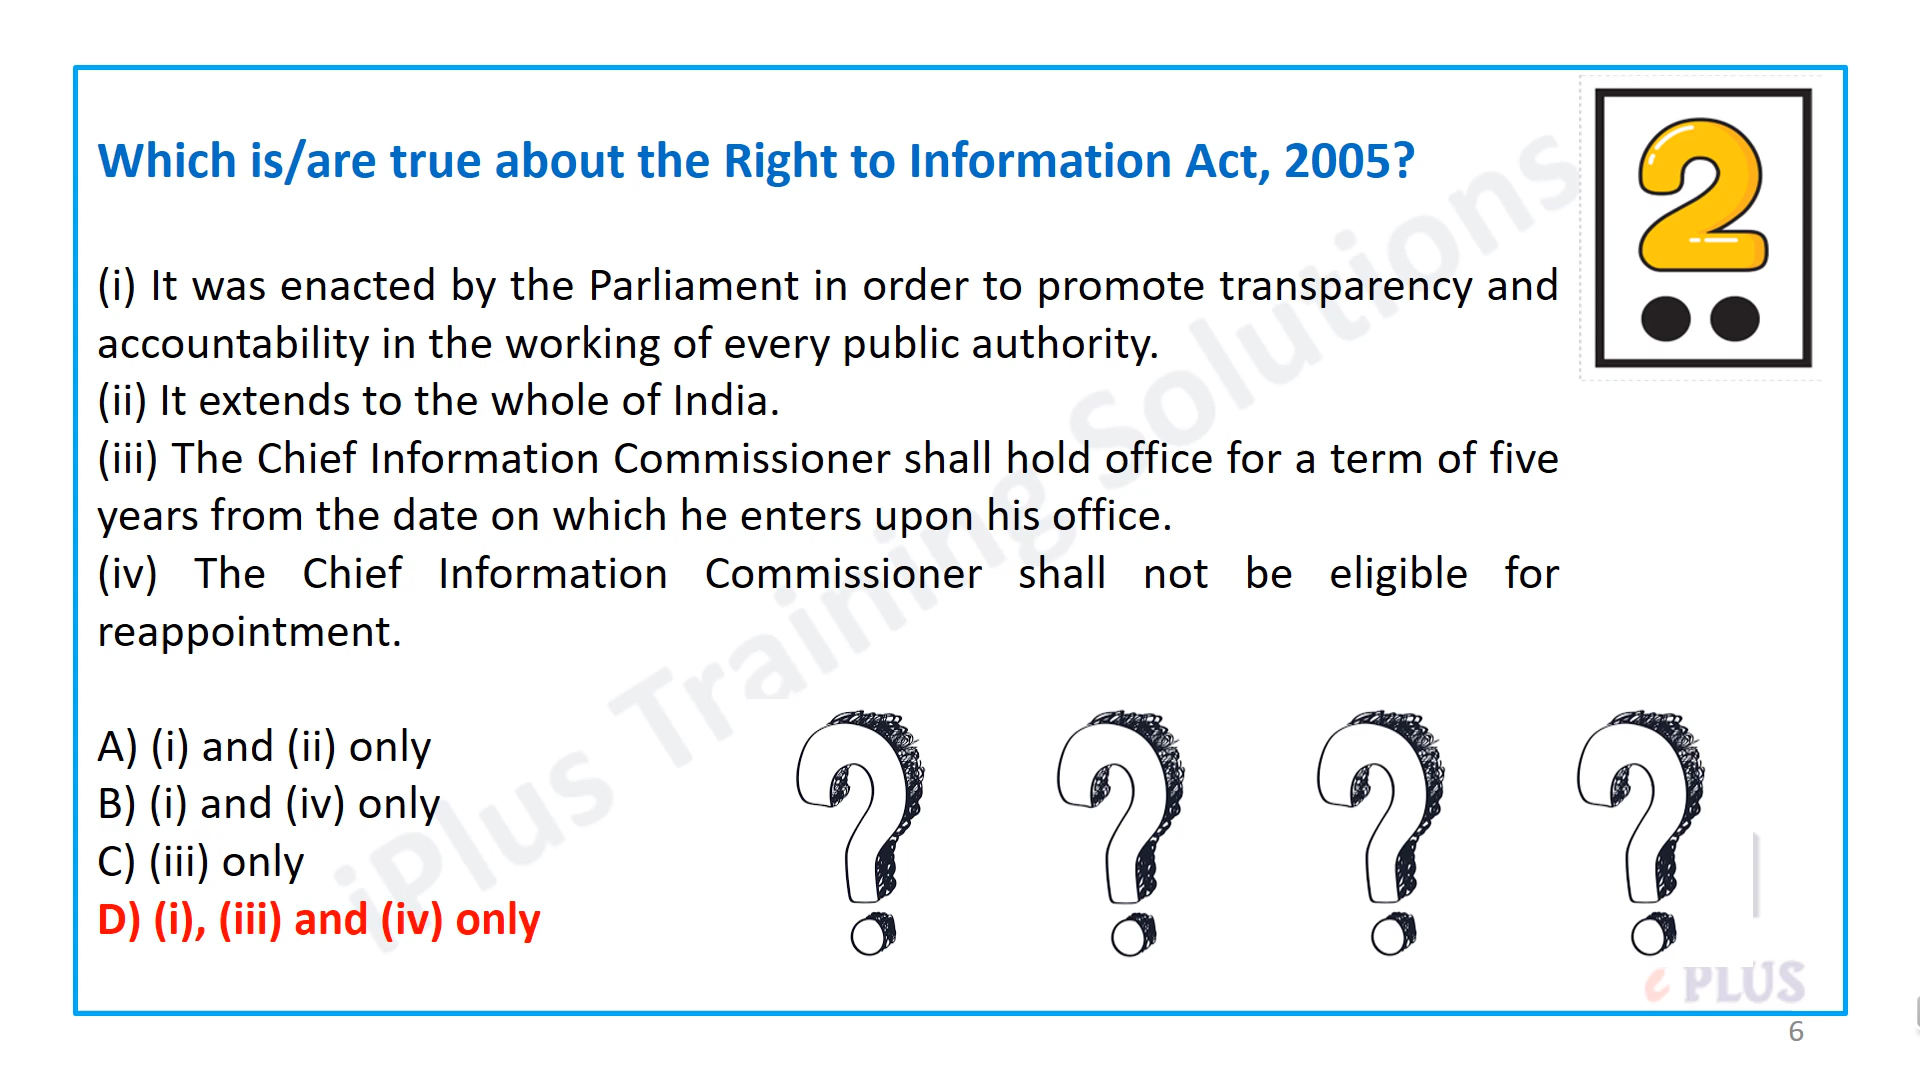 Which is/are true about the Right to Information Act, 2005?
(i) It was enacted by the Parliament in order to promote transparency and
accountability in the working of every public authority.
(ii) It extends to the whole of India.
(iii) The Chief Information Commissioner shall hold office for a term of five
years from the date on which he enters upon his office.
(iv) The Chief Information Commissioner shall not be eligible for
reappointment.
A) (i) and (ii) only
B) (i) and (iv) only
C) (iii) only
D) (i), (iii) and (iv) only
2
iPlus Training Solutions
PLUS
6